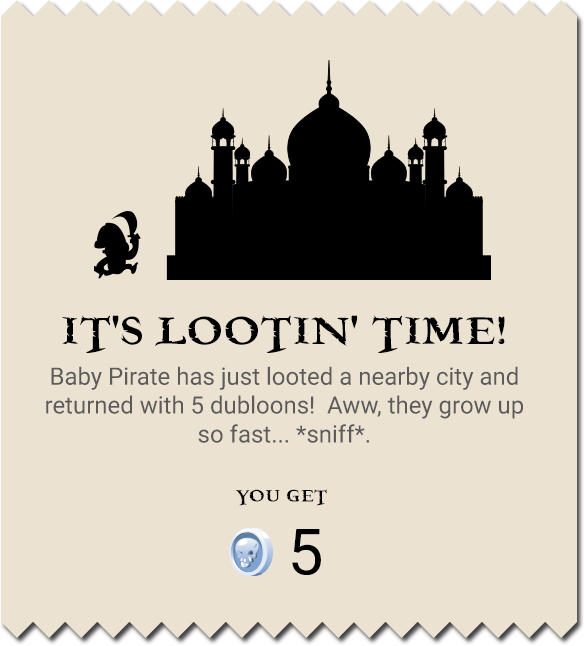 IT'S LOOTIN' TIME!
Baby Pirate has just looted a nearby city and
returned with 5 dubloons!  Aww, they grow up
so fast... *sniff*.
YOU GET
5